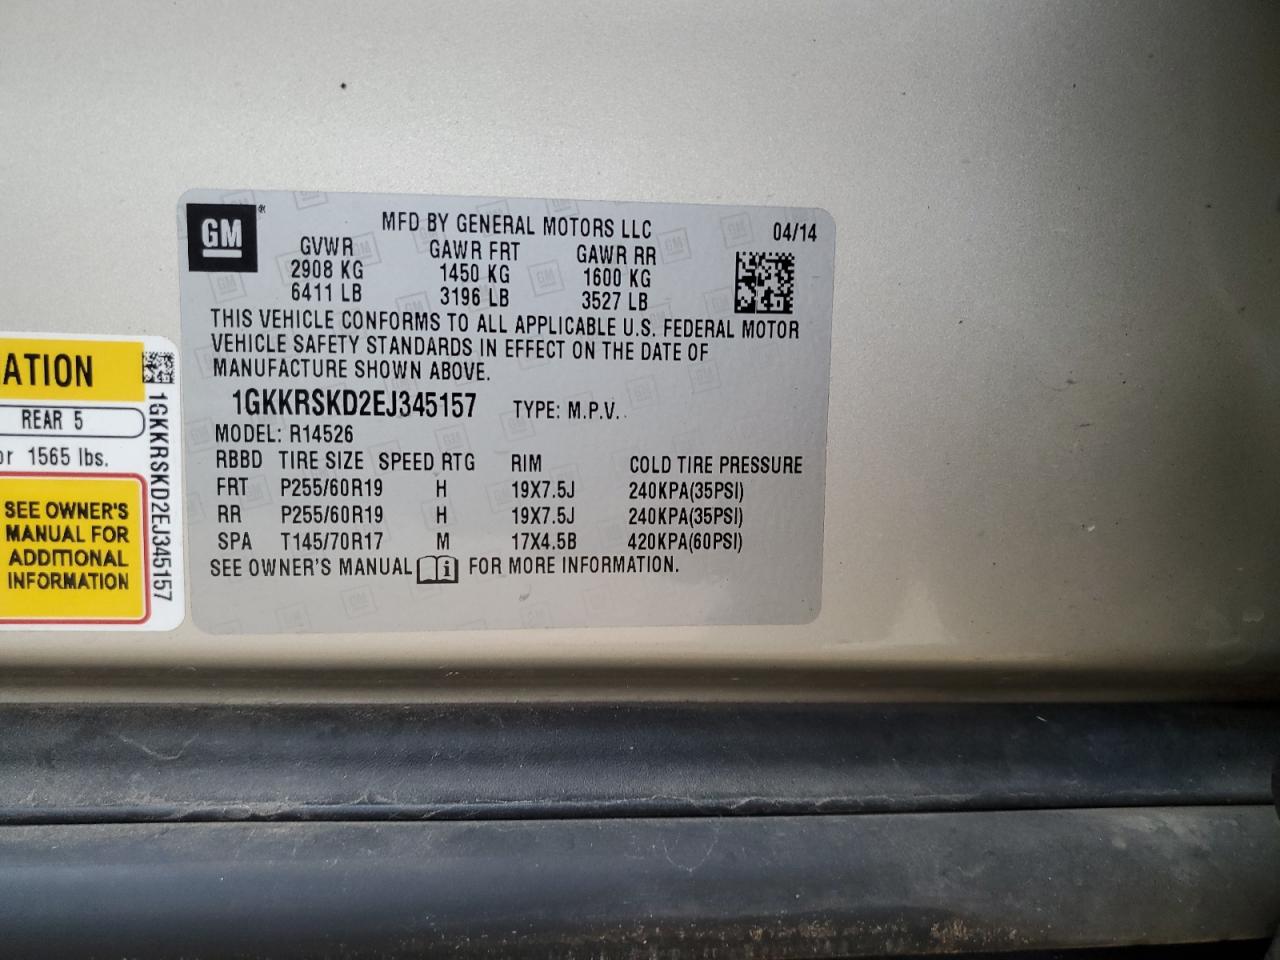 GM
MFD BY GENERAL MOTORS LLC 04/14
GVWR GAWR FRT GAWR RR
2908 KG 1450 KG 1600 KG
6411 LB 3196 LB 3527 LB
THIS VEHICLE CONFORMS TO ALL APPLICABLE U.S. FEDERAL MOTOR
VEHICLE SAFETY STANDARDS IN EFFECT ON THE DATE OF
MANUFACTURE SHOWN ABOVE.
1GKKRSKD2EJ345157 TYPE: M.P.V.
MODEL: R14526
RBBD TIRE SIZE SPEED RTG RIM COLD TIRE PRESSURE
FRT P255/60R19 H 19X7.5J 240KPA(35PSI)
RR P255/60R19 H 19X7.5J 240KPA(35PSI)
SPA T145/70R17 M 17X4.5B 420KPA(60PSI)
SEE OWNER'S MANUAL FOR MORE INFORMATION.
ATION
REAR 5
or 1565 lbs.
SEE OWNER'S
MANUAL FOR
ADDITIONAL
INFORMATION
1GKKRSKD2EJ345157